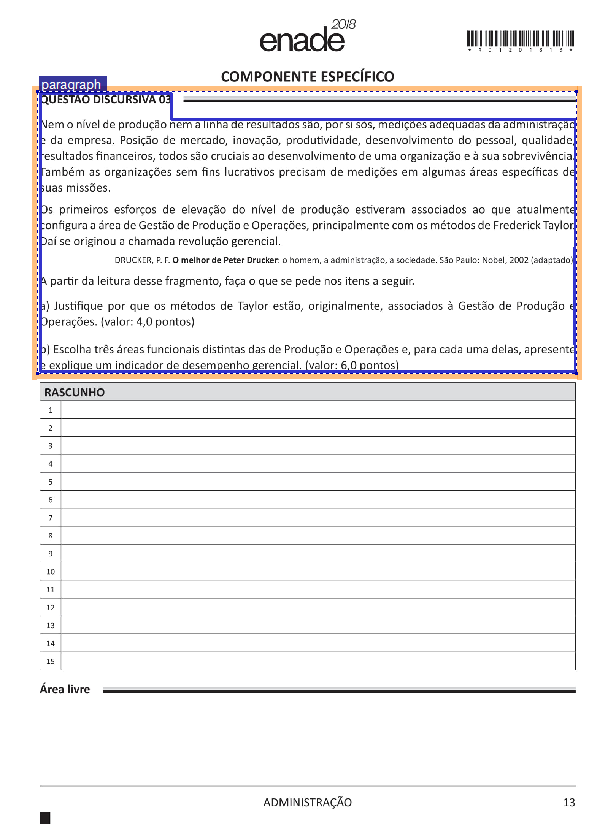 enade 2018
*R0120181 3*
COMPONENTE ESPECÍFICO
paragraph
QUESTÃO DISCURSIVA 03
Nem o nível de produção nem a linha de resultados são, por si sós, medições adequadas da administração
e da empresa. Posição de mercado, inovação, produtividade, desenvolvimento do pessoal, qualidade,
resultados financeiros, todos são cruciais ao desenvolvimento de uma organização e à sua sobrevivência.
Também as organizações sem fins lucrativos precisam de medições em algumas áreas específicas de
suas missões.
Os primeiros esforços de elevação do nível de produção estiveram associados ao que atualmente
configura a área de Gestão de Produção e Operações, principalmente com os métodos de Frederick Taylor.
Daí se originou a chamada revolução gerencial.
DRUCKER, P. F. O melhor de Peter Drucker: o homem, a administração, a sociedade. São Paulo: Nobel, 2002 (adaptado)
A partir da leitura desse fragmento, faça o que se pede nos itens a seguir.
a) Justifique por que os métodos de Taylor estão, originalmente, associados à Gestão de Produção e
Operações. (valor: 4,0 pontos)
b) Escolha três áreas funcionais distintas das de Produção e Operações e, para cada uma delas, apresente
e explique um indicador de desempenho gerencial. (valor: 6,0 pontos)
RASCUNHO
1
2
3
4
5
6
7
8
9
10
11
12
13
14
15
Área livre
ADMINISTRAÇÃO 13